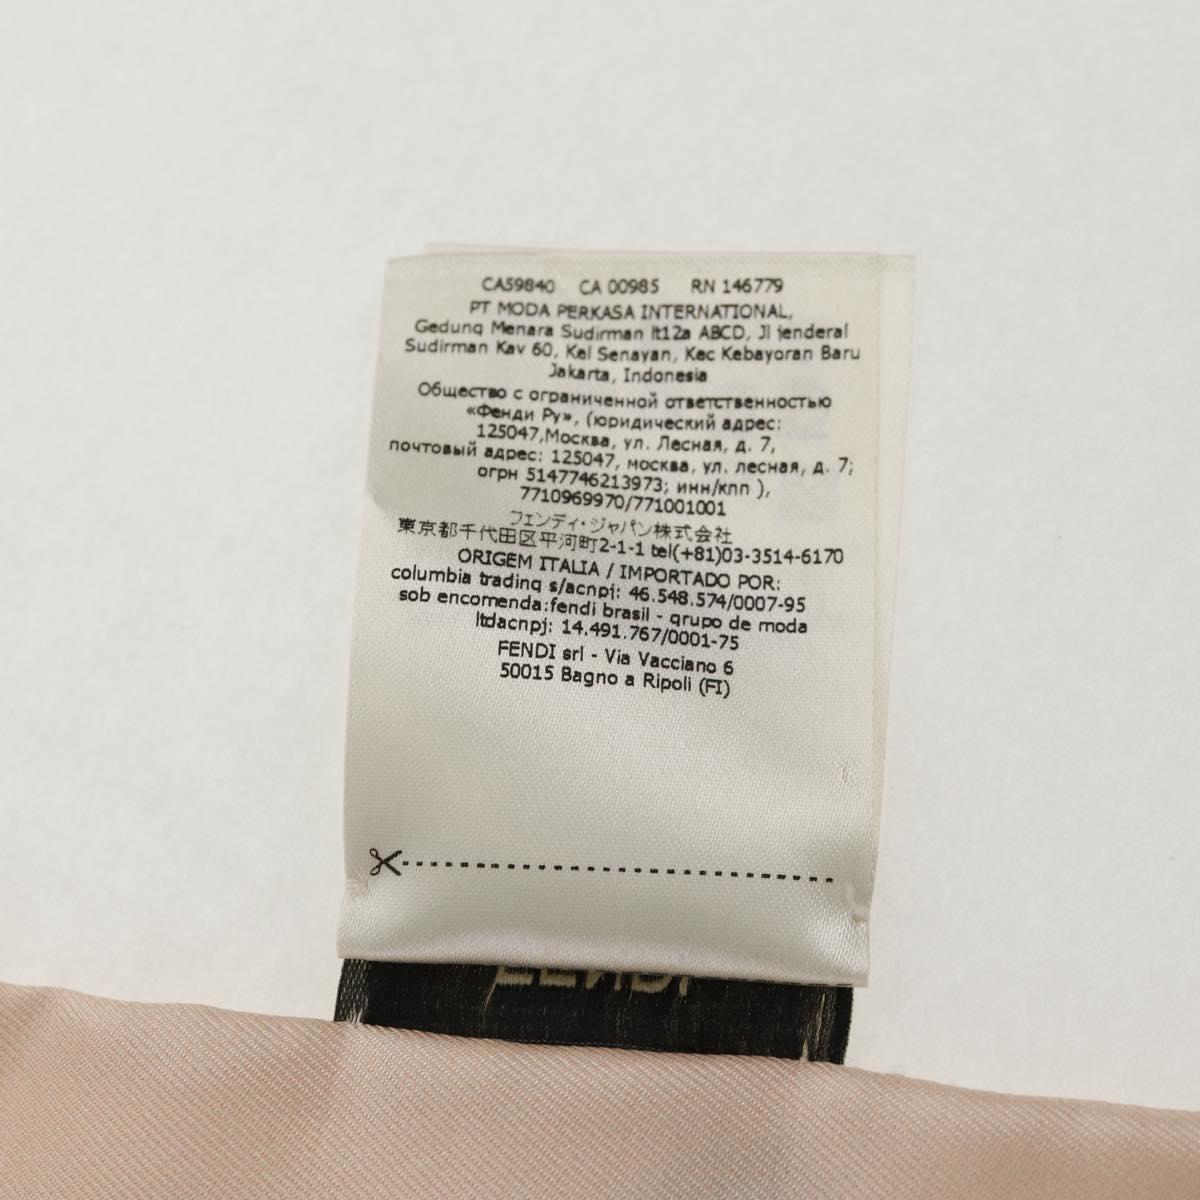 CA59840 CA 00985 RN 146779
PT MODA PERKASA INTERNATIONAL,
Gedung Menara Sudirman lt12a ABCD, Jl jenderal
Sudirman Kav 60, Kel Senayan, Kec Kebayoran Baru
Jakarta, Indonesia
Общество с ограниченной ответственностью
«Фенди Ру», (юридический адрес:
125047,Москва, ул. Лесная, д. 7,
почтовый адрес: 125047, москва, ул. лесная, д. 7;
огрн 5147746213973; инн/кпп ),
7710969970/771001001
フェンディ・ジャパン株式会社
東京都千代田区平河町2-1-1 tel(+81)03-3514-6170
ORIGEM ITALIA / IMPORTADO POR:
columbia trading s/acnpj: 46.548.574/0007-95
sob encomenda:fendi brasil - grupo de moda
ltdacnpj: 14.491.767/0001-75
FENDI srl - Via Vacciano 6
50015 Bagno a Ripoli (FI)
FENDI